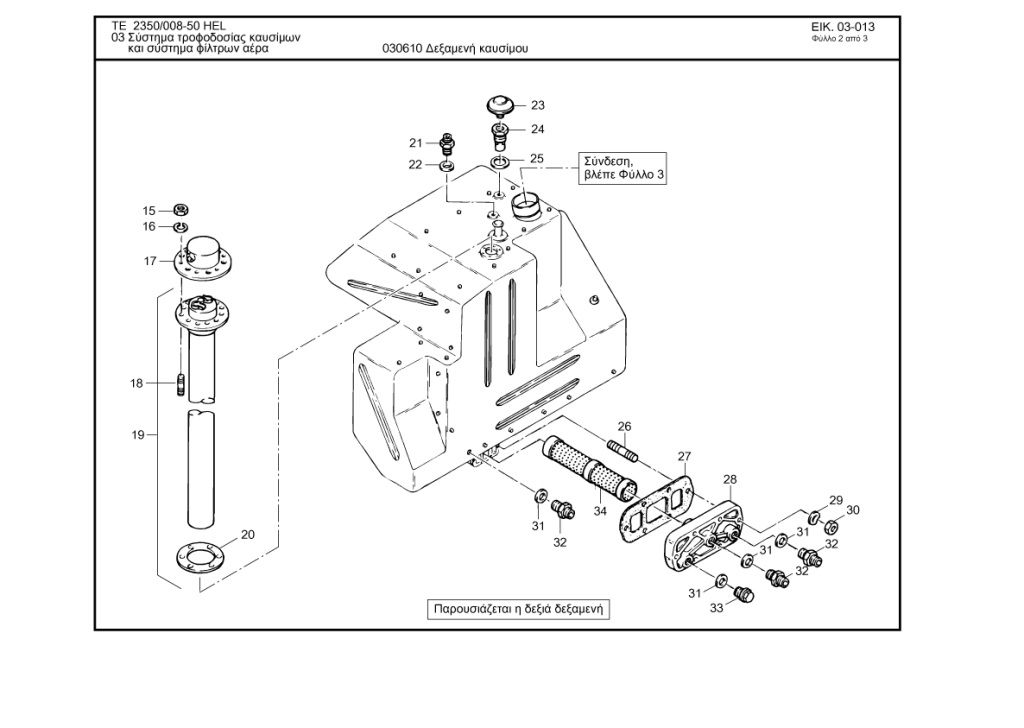 ΤΕ 2350/008-50 HEL
03 Σύστημα τροφοδοσίας καυσίμων
και σύστημα φίλτρων αέρα
030610 Δεξαμενή καυσίμου
ΕΙΚ. 03-013
Φύλλο 2 από 3
23
24
21
22
25
Σύνδεση,
βλέπε Φύλλο 3
15
16
17
18
19
20
26
27
28
29
30
31
32
34
31
32
31
32
31
33
Παρουσιάζεται η δεξιά δεξαμενή